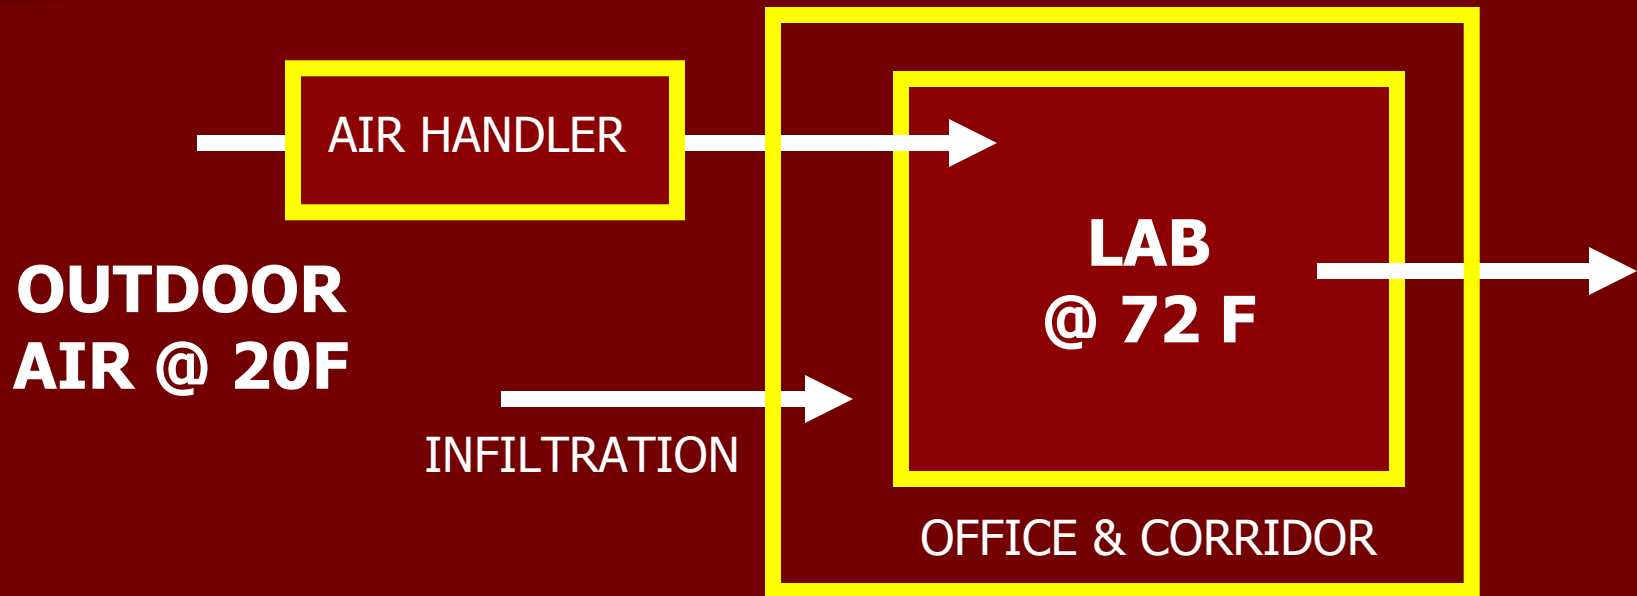 AIR HANDLER
OUTDOOR
AIR @ 20F
LAB
@ 72 F
INFILTRATION
OFFICE & CORRIDOR